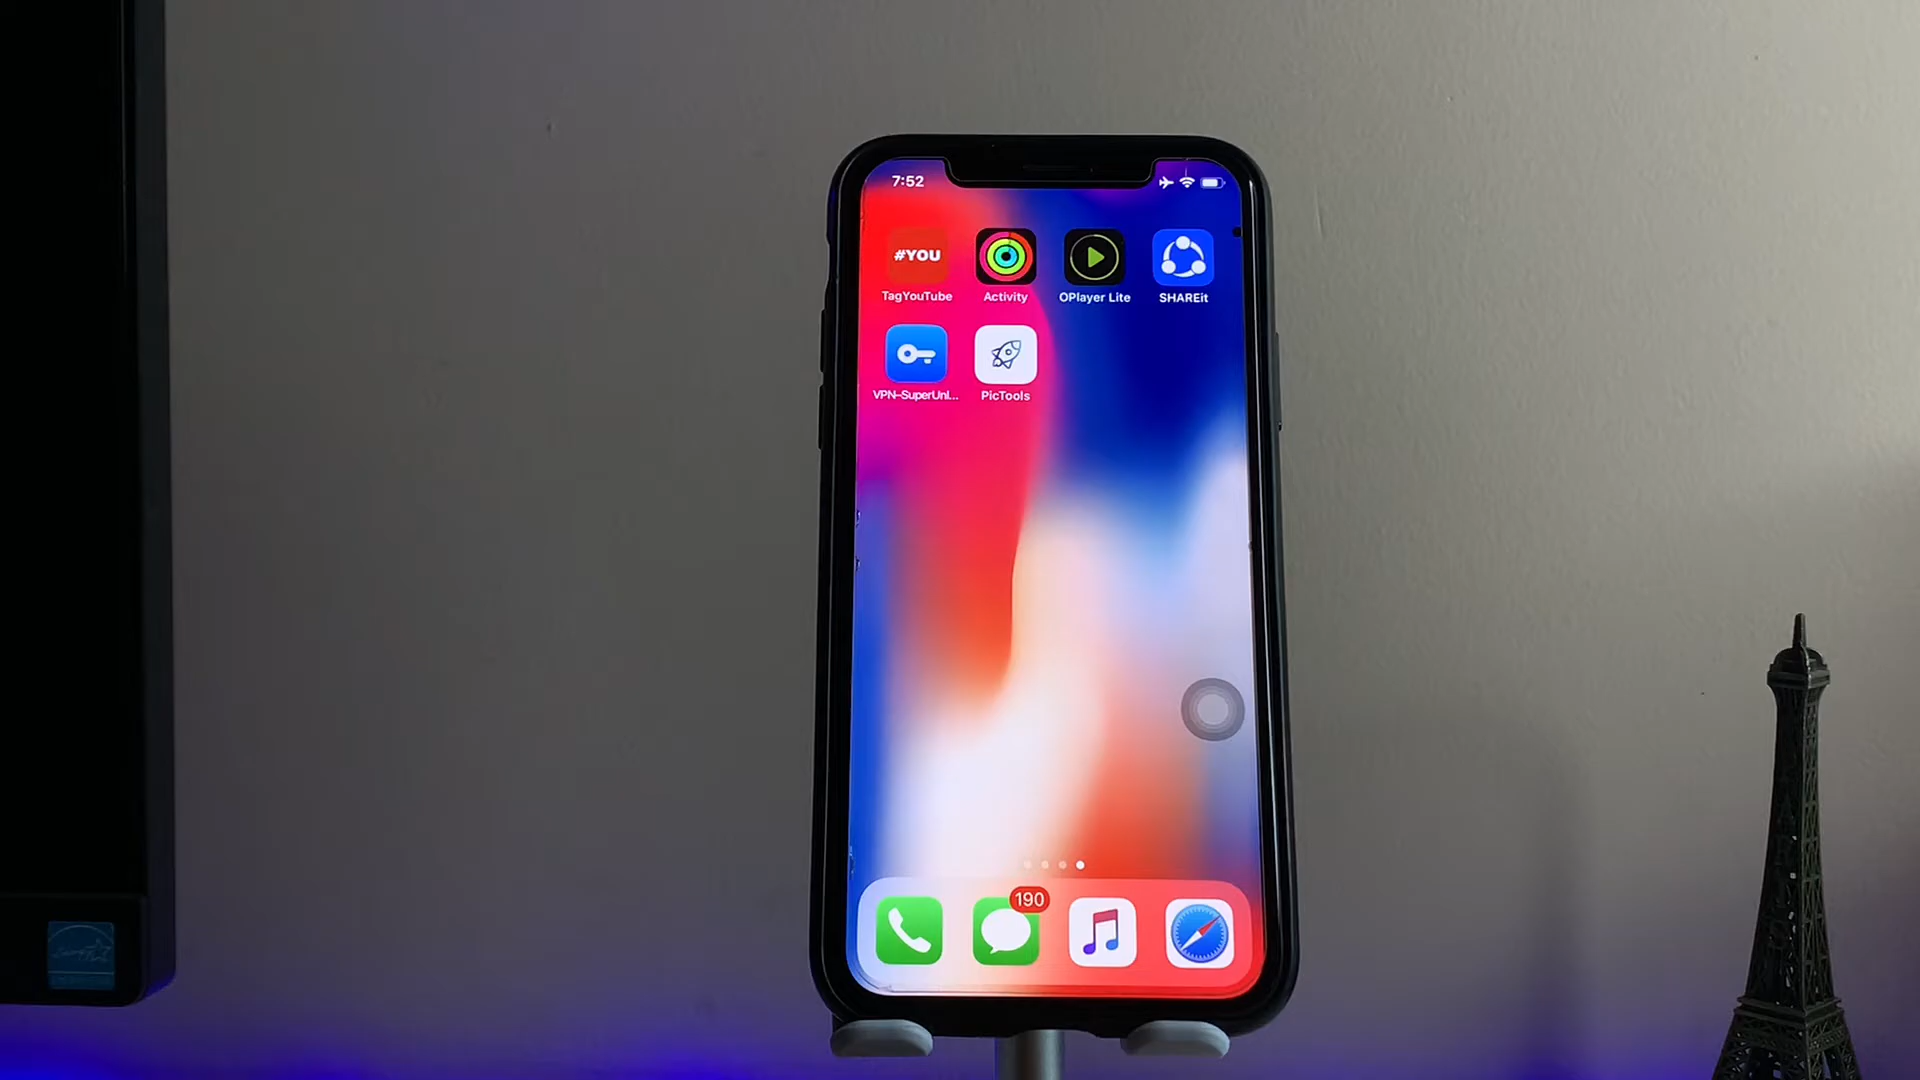 7:52
#YOU
TagYouTube
Activity
OPlayer Lite
SHAREit
VPN-SuperUnl...
PicTools
190